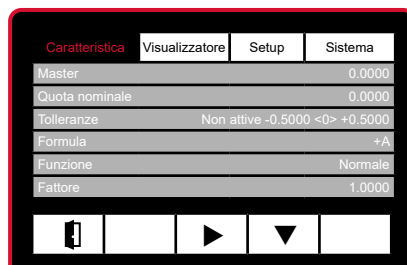 Caratteristica Visualizzatore Setup Sistema
Master 0.0000
Quota nominale 0.0000
Tolleranze Non attive -0.5000 <0> +0.5000
Formula +A
Funzione Normale
Fattore 1.0000